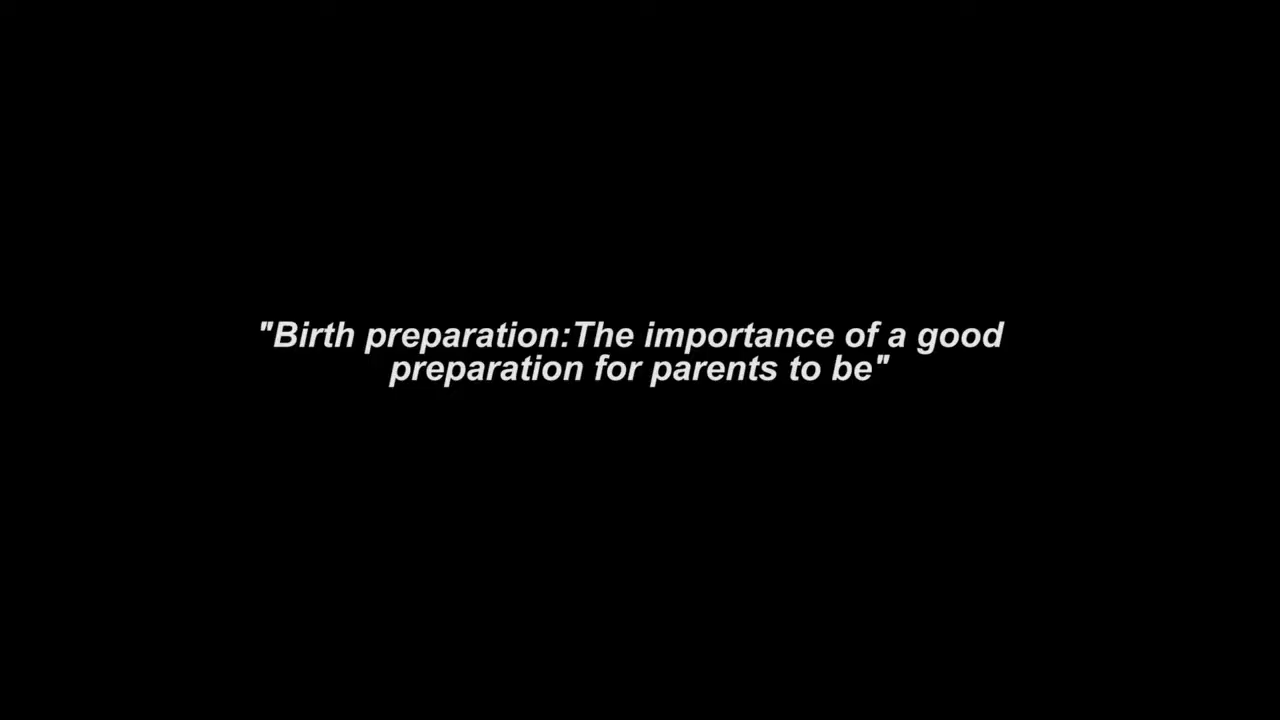 "Birth preparation:The importance of a good
preparation for parents to be"